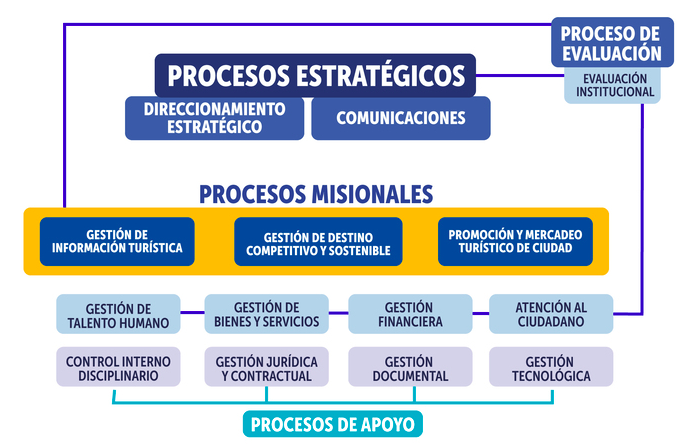 PROCESO DE
EVALUACIÓN
EVALUACIÓN
INSTITUCIONAL
PROCESOS ESTRATÉGICOS
DIRECCIONAMIENTO
ESTRATÉGICO
COMUNICACIONES
PROCESOS MISIONALES
GESTIÓN DE
INFORMACIÓN TURÍSTICA
GESTIÓN DE DESTINO
COMPETITIVO Y SOSTENIBLE
PROMOCIÓN Y MERCADEO
TURÍSTICO DE CIUDAD
GESTIÓN DE
TALENTO HUMANO
GESTIÓN DE
BIENES Y SERVICIOS
GESTIÓN
FINANCIERA
ATENCIÓN AL
CIUDADANO
CONTROL INTERNO
DISCIPLINARIO
GESTIÓN JURÍDICA
Y CONTRACTUAL
GESTIÓN
DOCUMENTAL
GESTIÓN
TECNOLÓGICA
PROCESOS DE APOYO